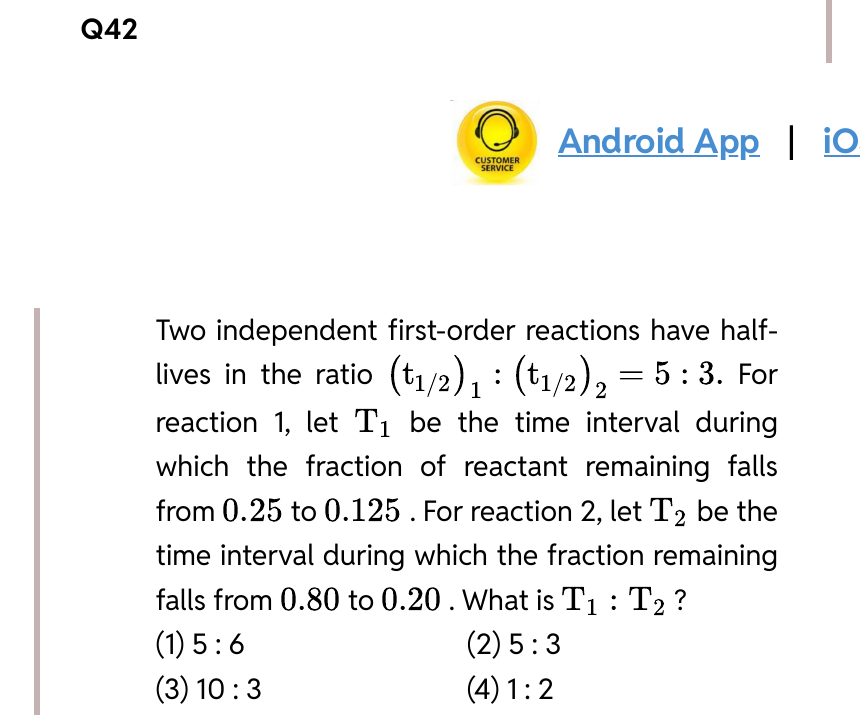 Q42
CUSTOMER
SERVICE
Android App | iO
Two independent first-order reactions have half-
lives in the ratio (t₁/₂)₁ : (t₁/₂)₂ = 5 : 3. For
reaction 1, let T₁ be the time interval during
which the fraction of reactant remaining falls
from 0.25 to 0.125 . For reaction 2, let T₂ be the
time interval during which the fraction remaining
falls from 0.80 to 0.20 . What is T₁ : T₂ ?
(1) 5 : 6 (2) 5 : 3
(3) 10 : 3 (4) 1 : 2